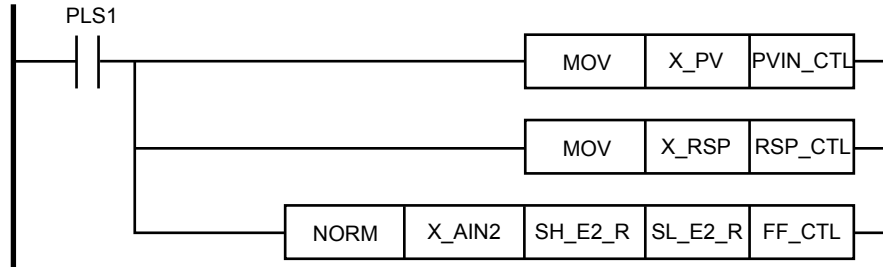 PLS1
MOV X_PV PVIN_CTL
MOV X_RSP RSP_CTL
NORM X_AIN2 SH_E2_R SL_E2_R FF_CTL